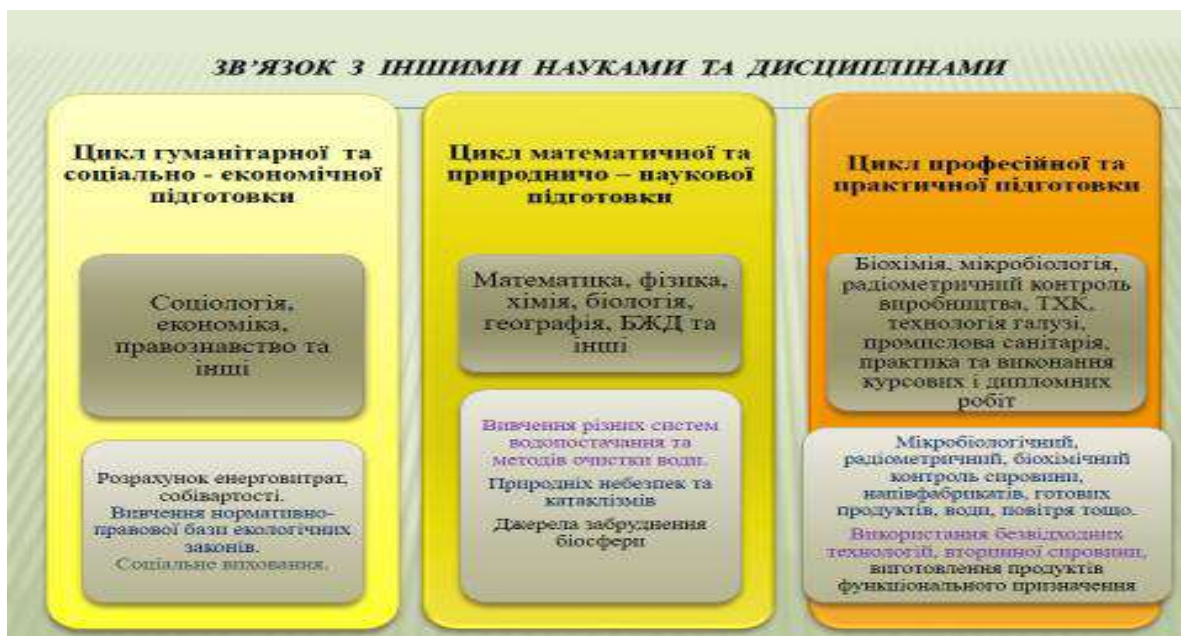 ЗВ’ЯЗОК З ІНШИМИ НАУКАМИ ТА ДИСЦИПЛІНАМИ
Цикл гуманітарної та
соціально - економічної
підготовки
Соціологія,
економіка,
правознавство та
інші
Розрахунок енерговитрат,
собівартості.
Вивчення нормативно-
правової бази екологічних
законів.
Соціальне виховання.
Цикл математичної та
природничо – наукової
підготовки
Математика, фізика,
хімія, біологія,
географія, БЖД та
інші
Вивчення різних систем
водопостачання та
методів очистки води.
Природніх небезпек та
катаклізмів
Джерела забруднення
біосфери
Цикл професійної та
практичної підготовки
Біохімія, мікробіологія,
радіометричний контроль
виробництва, ТХК,
технологія галузі,
промислова санітарія,
практика та виконання
курсових і дипломних
робіт
Мікробіологічний,
радіометричний, біохімічний
контроль сировини,
напівфабрикатів, готових
продуктів, води, повітря тощо.
Використання безвідходних
технологій, вторинної сировини,
виготовлення продуктів
функціонального призначення